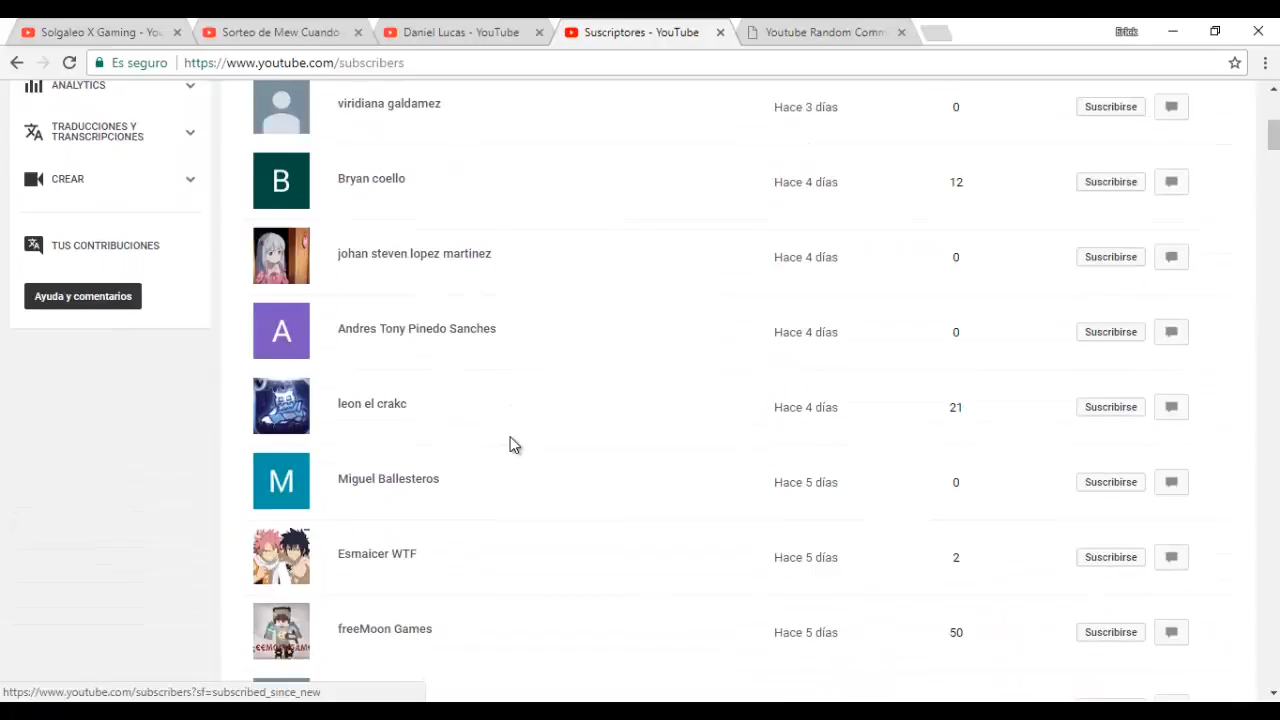 Solgaleo X Gaming - You
Sorteo de Mew Cuando
Daniel Lucas - YouTube
Suscriptores - YouTube
Youtube Random Comm
Es seguro
https://www.youtube.com/subscribers
ANALYTICS
TRADUCCIONES Y
TRANSCRIPCIONES
CREAR
TUS CONTRIBUCIONES
Ayuda y comentarios
viridiana galdamez Hace 3 días 0 Suscribirse
B Bryan coello Hace 4 días 12 Suscribirse
johan steven lopez martinez Hace 4 días 0 Suscribirse
A Andres Tony Pinedo Sanches Hace 4 días 0 Suscribirse
leon el crakc Hace 4 días 21 Suscribirse
M Miguel Ballesteros Hace 5 días 0 Suscribirse
Esmaicer WTF Hace 5 días 2 Suscribirse
freeMoon Games Hace 5 días 50 Suscribirse
https://www.youtube.com/subscribers?sf=subscribed_since_new